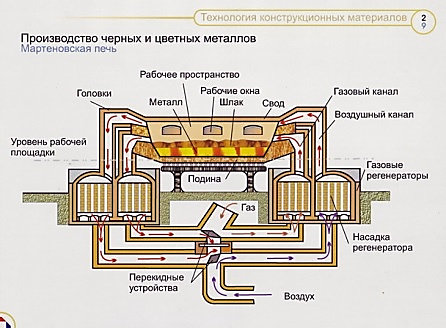 Технология конструкционных материалов
2
9
Производство черных и цветных металлов
Мартеновская печь
Рабочее пространство
Головки
Рабочие окна
Газовый канал
Металл
Шлак
Свод
Воздушный канал
Уровень рабочей
площадки
Газовые
регенераторы
Подина
Газ
Насадка
регенератора
Перекидные
устройства
Воздух